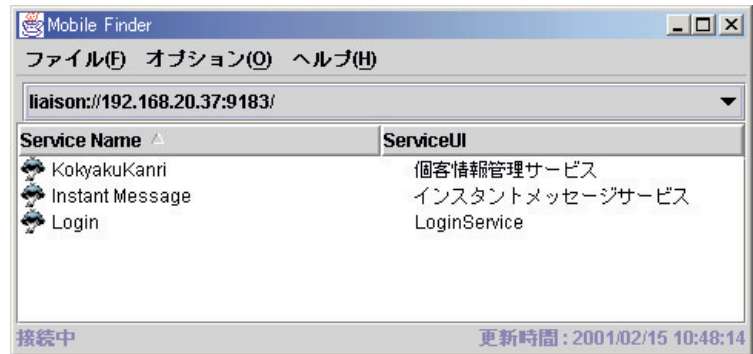 Mobile Finder
ファイル(F) オプション(O) ヘルプ(H)
liaison://192.168.20.37:9183/
Service Name ServiceUI
KokyakuKanri 個客情報管理サービス
Instant Message インスタントメッセージサービス
Login LoginService
接続中 更新時間 : 2001/02/15 10:48:14